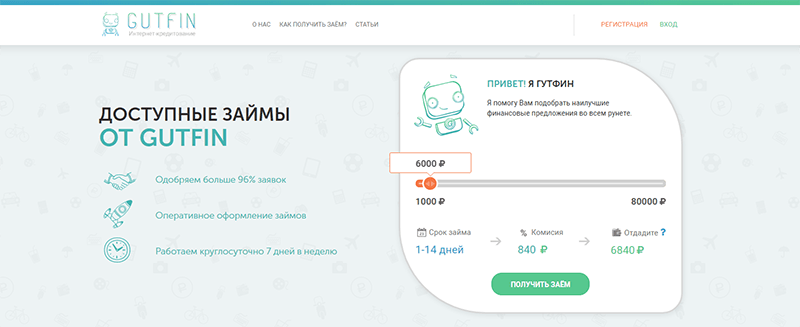 GUTFIN
Интернет кредитование
О НАС
КАК ПОЛУЧИТЬ ЗАЁМ?
СТАТЬИ
РЕГИСТРАЦИЯ
ВХОД
ДОСТУПНЫЕ ЗАЙМЫ
ОТ GUTFIN
Одобряем больше 96% заявок
Оперативное оформление займов
Работаем круглосуточно 7 дней в неделю
ПРИВЕТ! Я ГУТФИН
Я помогу Вам подобрать наилучшие
финансовые предложения во всем рунете.
6000 ₽
1000 ₽
80000 ₽
Срок займа
1-14 дней
% Комисия
840 ₽
Отдадите ?
6840 ₽
ПОЛУЧИТЬ ЗАЁМ